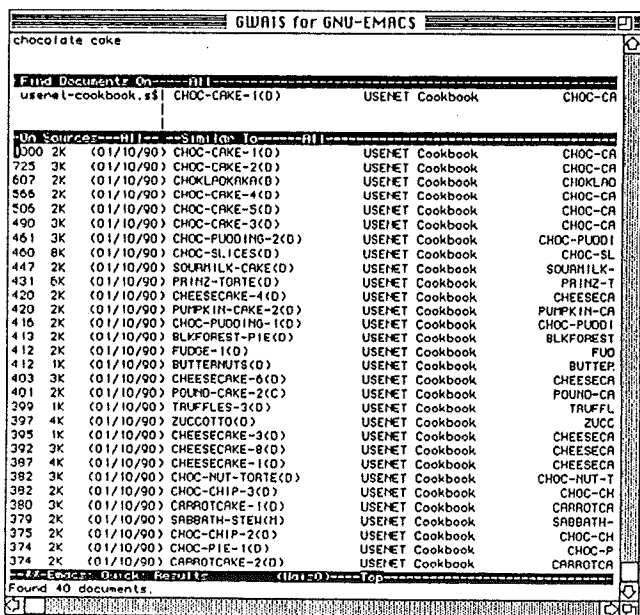 GWAIS for GNU-EMACS
chocolate cake
Find Documents On-----All
usenet-cookbook.s$| CHOC-CAKE-1(D) USENET Cookbook CHOC-CA
On Sources---All---Similar To-----All
1000 2K (01/10/90) CHOC-CAKE-1(D) USENET Cookbook CHOC-CA
725 3K (01/10/90) CHOC-CAKE-2(D) USENET Cookbook CHOC-CA
607 2K (01/10/90) CHOKLADKAKA(B) USENET Cookbook CHOKLAD
566 2K (01/10/90) CHOC-CAKE-4(D) USENET Cookbook CHOC-CA
506 2K (01/10/90) CHOC-CAKE-5(D) USENET Cookbook CHOC-CA
490 3K (01/10/90) CHOC-CAKE-3(D) USENET Cookbook CHOC-CA
461 3K (01/10/90) CHOC-PUDDING-2(D) USENET Cookbook CHOC-PUDDI
460 8K (01/10/90) CHOC-SLICES(D) USENET Cookbook CHOC-SL
447 2K (01/10/90) SOURMILK-CAKE(D) USENET Cookbook SOURMILK-
431 6K (01/10/90) PRINZ-TORTE(D) USENET Cookbook PRINZ-T
420 2K (01/10/90) CHEESECAKE-4(D) USENET Cookbook CHEESECA
420 2K (01/10/90) PUMPKIN-CAKE-2(D) USENET Cookbook PUMPKIN-CA
416 2K (01/10/90) CHOC-PUDDING-1(D) USENET Cookbook CHOC-PUDDI
413 2K (01/10/90) BLKFOREST-PIE(D) USENET Cookbook BLKFOREST
412 2K (01/10/90) FUDGE-1(D) USENET Cookbook FUD
412 1K (01/10/90) BUTTERNUTS(D) USENET Cookbook BUTTER
403 3K (01/10/90) CHEESECAKE-6(D) USENET Cookbook CHEESECA
401 2K (01/10/90) POUND-CAKE-2(C) USENET Cookbook POUND-CA
399 1K (01/10/90) TRUFFLES-3(D) USENET Cookbook TRUFFL
397 4K (01/10/90) ZUCCOTTO(D) USENET Cookbook ZUCC
395 1K (01/10/90) CHEESECAKE-3(D) USENET Cookbook CHEESECA
392 3K (01/10/90) CHEESECAKE-8(D) USENET Cookbook CHEESECA
387 4K (01/10/90) CHEESECAKE-1(D) USENET Cookbook CHEESECA
382 3K (01/10/90) CHOC-NUT-TORTE(D) USENET Cookbook CHOC-NUT-T
382 2K (01/10/90) CHOC-CHIP-3(D) USENET Cookbook CHOC-CH
380 3K (01/10/90) CARROTCAKE-1(D) USENET Cookbook CARROTCA
379 2K (01/10/90) SABBATH-STEW(M) USENET Cookbook SABBATH-
375 2K (01/10/90) CHOC-CHIP-2(D) USENET Cookbook CHOC-CH
374 2K (01/10/90) CHOC-PIE-1(D) USENET Cookbook CHOC-P
374 2K (01/10/90) CARROTCAKE-2(D) USENET Cookbook CARROTCA
--%%-Emacs: Quick: Results (Wais:0)----Top
Found 40 documents.